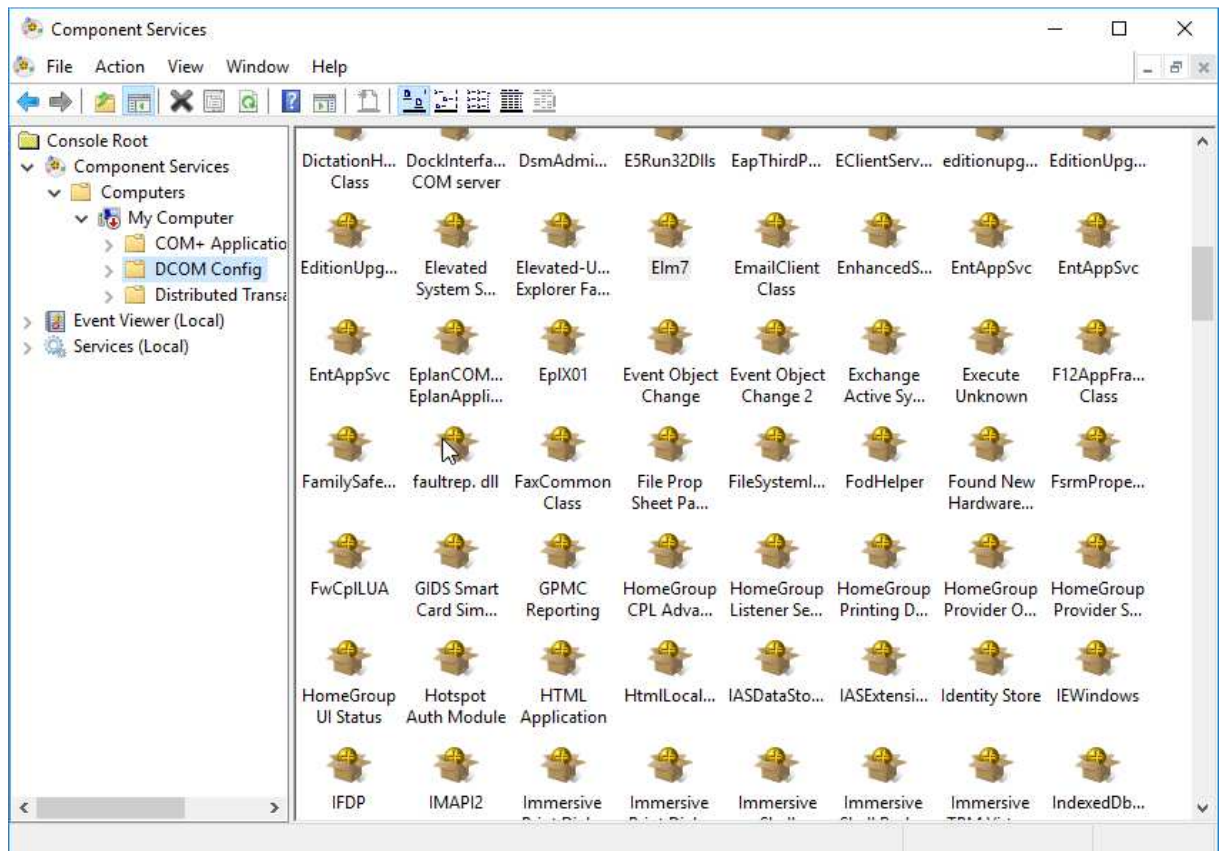 Component Services
File Action View Window Help
Console Root
Component Services
Computers
My Computer
COM+ Applicatio
DCOM Config
Distributed Transa
Event Viewer (Local)
Services (Local)
DictationH... DockInterfa... DsmAdmi... E5Run32Dlls EapThirdP... EClientServ... editionupg... EditionUpg...
Class COM server
EditionUpg... Elevated Elevated-U... Elm7 EmailClient EnhancedS... EntAppSvc EntAppSvc
System S... Explorer Fa... Class
EntAppSvc EplanCOM... EplX01 Event Object Event Object Exchange Execute F12AppFra...
EplanAppli... Change Change 2 Active Sy... Unknown Class
FamilySafe... faultrep. dll FaxCommon File Prop FileSystemI... FodHelper Found New FsrmPrope...
Class Sheet Pa... Hardware...
FwCplLUA GIDS Smart GPMC HomeGroup HomeGroup HomeGroup HomeGroup HomeGroup
Card Sim... Reporting CPL Adva... Listener Se... Printing D... Provider O... Provider S...
HomeGroup Hotspot HTML HtmlLocal... IASDataSto... IASExtensi... Identity Store IEWindows
UI Status Auth Module Application
IFDP IMAPI2 Immersive Immersive Immersive Immersive Immersive IndexedDb...